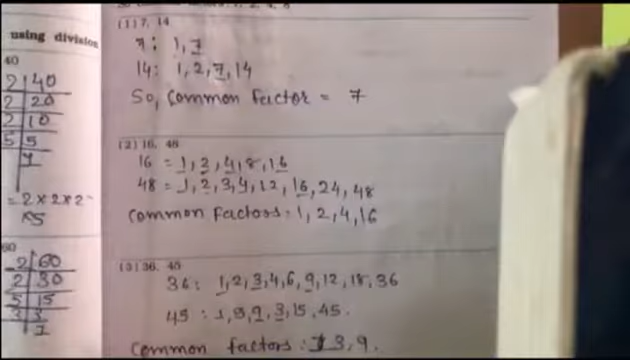 using division
40
2 | 40
2 | 20
2 | 10
5 | 5
1
= 2 × 2 × 2
×5
60
2 | 60
2 | 30
5 | 15
3 | 3
1
(1) 7, 14
7: 1, 7
14: 1, 2, 7, 14
So, Common factor = 7
(2) 16, 48
16 = 1, 2, 4, 8, 16
48 = 1, 2, 3, 4, 12, 16, 24, 48
Common factors: 1, 2, 4, 16
(3) 36, 45
36: 1, 2, 3, 4, 6, 9, 12, 18, 36
45: 1, 5, 9, 3, 15, 45.
Common factors: 1 3, 9.